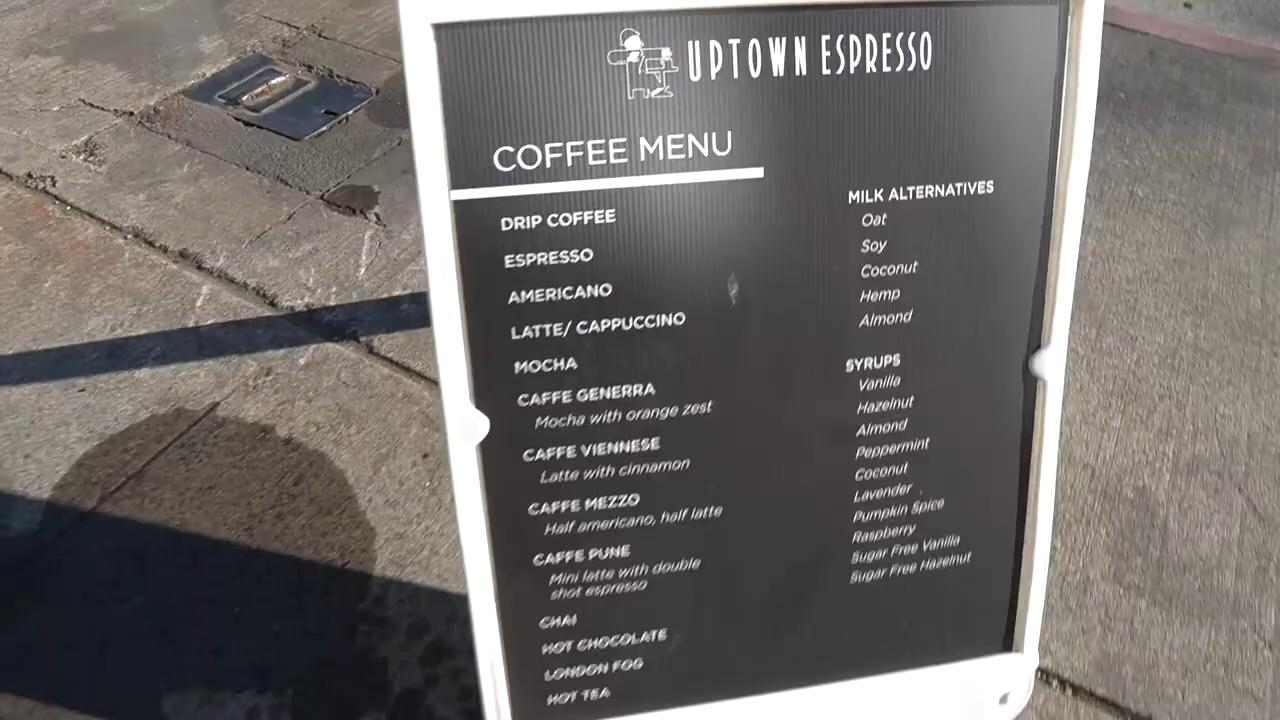 UPTOWN ESPRESSO
COFFEE MENU
DRIP COFFEE
ESPRESSO
AMERICANO
LATTE/ CAPPUCCINO
MOCHA
CAFFE GENERRA
Mocha with orange zest
CAFFE VIENNESE
Latte with cinnamon
CAFFE MEZZO
Half americano, half latte
CAFFE PUNE
Mini latte with double
shot espresso
CHAI
HOT CHOCOLATE
LONDON FOG
HOT TEA
MILK ALTERNATIVES
Oat
Soy
Coconut
Hemp
Almond
SYRUPS
Vanilla
Hazelnut
Almond
Peppermint
Coconut
Lavender
Pumpkin Spice
Raspberry
Sugar Free Vanilla
Sugar Free Hazelnut